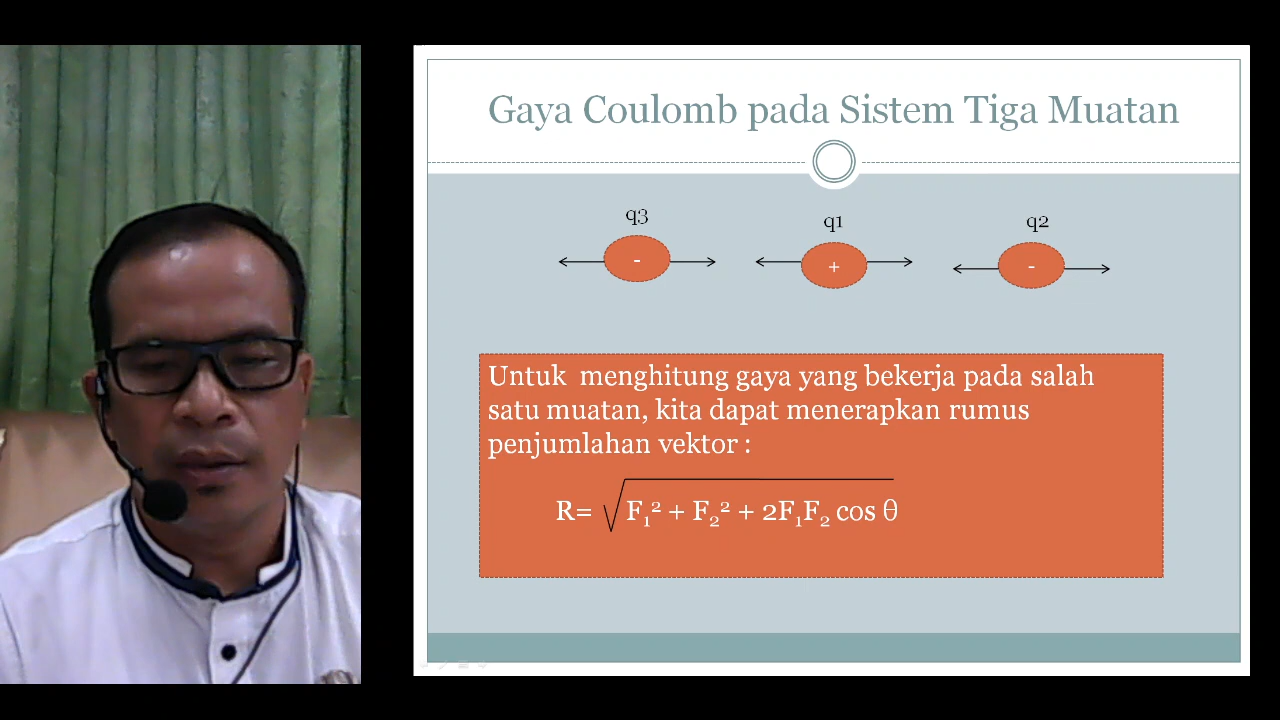 Gaya Coulomb pada Sistem Tiga Muatan
q3 q1 q2
- + -
Untuk menghitung gaya yang bekerja pada salah
satu muatan, kita dapat menerapkan rumus
penjumlahan vektor :
R= √F₁² + F₂² + 2F₁F₂ cos θ